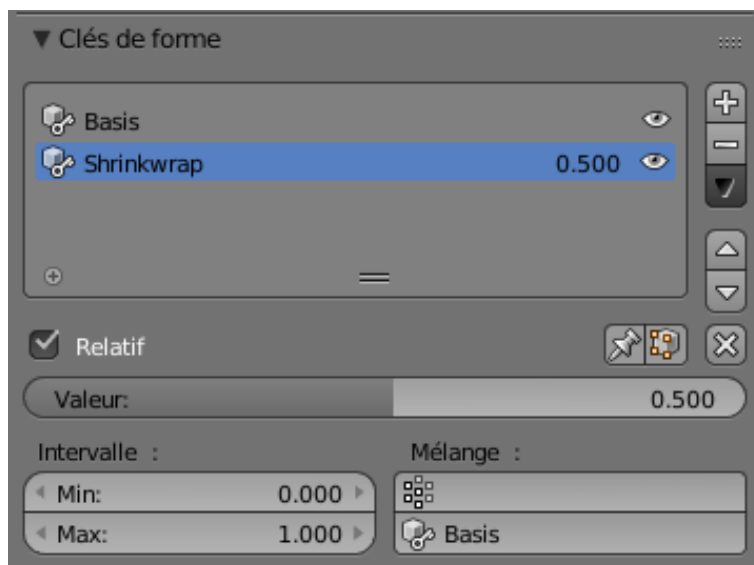 Clés de forme
Basis
Shrinkwrap 0.500
Relatif
Valeur: 0.500
Intervalle : Mélange :
Min: 0.000
Max: 1.000 Basis